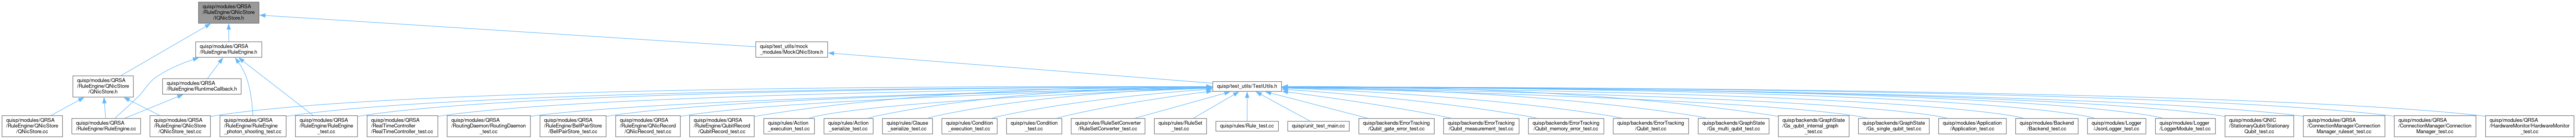 quisp/modules/QRSA
/RuleEngine/QNicStore
/IQNicStore.h
quisp/modules/QRSA
/RuleEngine/RuleEngine.h
quisp/test_utils/mock
_modules/MockQNicStore.h
quisp/modules/QRSA
/RuleEngine/QNicStore
/QNicStore.h
quisp/modules/QRSA
/RuleEngine/RuntimeCallback.h
quisp/test_utils/TestUtils.h
quisp/modules/QRSA
/RuleEngine/QNicStore
/QNicStore.cc
quisp/modules/QRSA
/RuleEngine/RuleEngine.cc
quisp/modules/QRSA
/RuleEngine/QNicStore
/QNicStore_test.cc
quisp/modules/QRSA
/RuleEngine/RuleEngine
_photon_shooting_test.cc
quisp/modules/QRSA
/RuleEngine/RuleEngine
_test.cc
quisp/modules/QRSA
/RealTimeController
/RealTimeController_test.cc
quisp/modules/QRSA
/RoutingDaemon/RoutingDaemon
_test.cc
quisp/modules/QRSA
/RuleEngine/BellPairStore
/BellPairStore_test.cc
quisp/modules/QRSA
/RuleEngine/QNicRecord
/QNicRecord_test.cc
quisp/modules/QRSA
/RuleEngine/QubitRecord
/QubitRecord_test.cc
quisp/rules/Action
_execution_test.cc
quisp/rules/Action
_serialize_test.cc
quisp/rules/Clause
_serialize_test.cc
quisp/rules/Condition
_execution_test.cc
quisp/rules/Condition
_test.cc
quisp/rules/RuleSetConverter
/RuleSetConverter_test.cc
quisp/rules/RuleSet
_test.cc
quisp/rules/Rule_test.cc
quisp/unit_test_main.cc
quisp/backends/ErrorTracking
/Qubit_gate_error_test.cc
quisp/backends/ErrorTracking
/Qubit_measurement_test.cc
quisp/backends/ErrorTracking
/Qubit_memory_error_test.cc
quisp/backends/ErrorTracking
/Qubit_test.cc
quisp/backends/GraphState
/Gs_multi_qubit_test.cc
quisp/backends/GraphState
/Gs_qubit_internal_graph
_test.cc
quisp/backends/GraphState
/Gs_single_qubit_test.cc
quisp/modules/Application
/Application_test.cc
quisp/modules/Backend
/Backend_test.cc
quisp/modules/Logger
/JsonLogger_test.cc
quisp/modules/Logger
/LoggerModule_test.cc
quisp/modules/QNIC
/StationaryQubit/Stationary
Qubit_test.cc
quisp/modules/QRSA
/ConnectionManager/Connection
Manager_ruleset_test.cc
quisp/modules/QRSA
/ConnectionManager/Connection
Manager_test.cc
quisp/modules/QRSA
/HardwareMonitor/HardwareMonitor
_test.cc